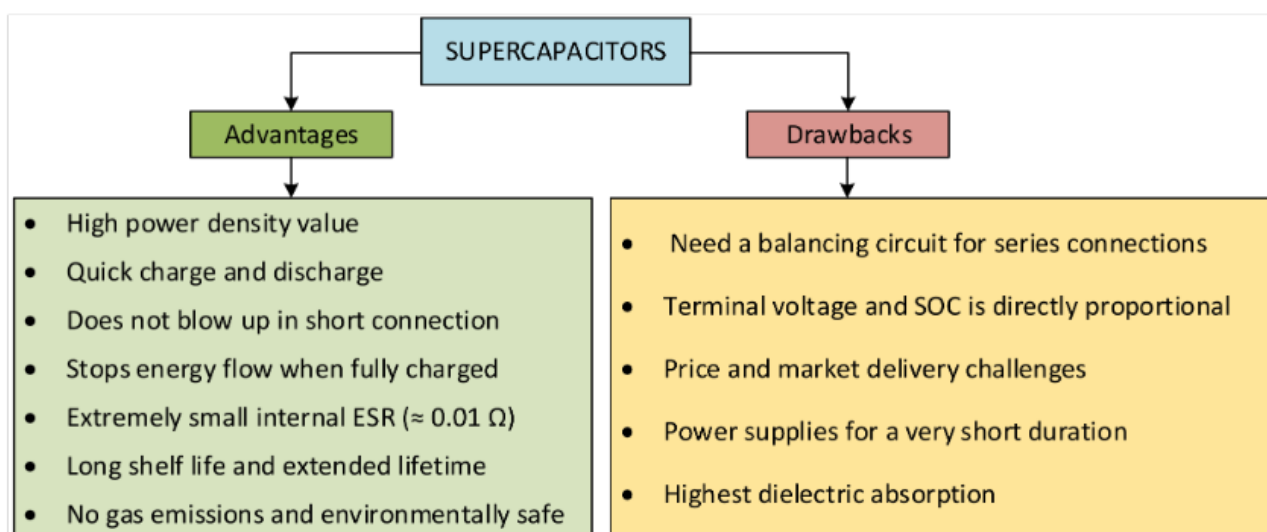 SUPERCAPACITORS
Advantages
Drawbacks
• High power density value
• Quick charge and discharge
• Does not blow up in short connection
• Stops energy flow when fully charged
• Extremely small internal ESR (≈ 0.01 Ω)
• Long shelf life and extended lifetime
• No gas emissions and environmentally safe
• Need a balancing circuit for series connections
• Terminal voltage and SOC is directly proportional
• Price and market delivery challenges
• Power supplies for a very short duration
• Highest dielectric absorption